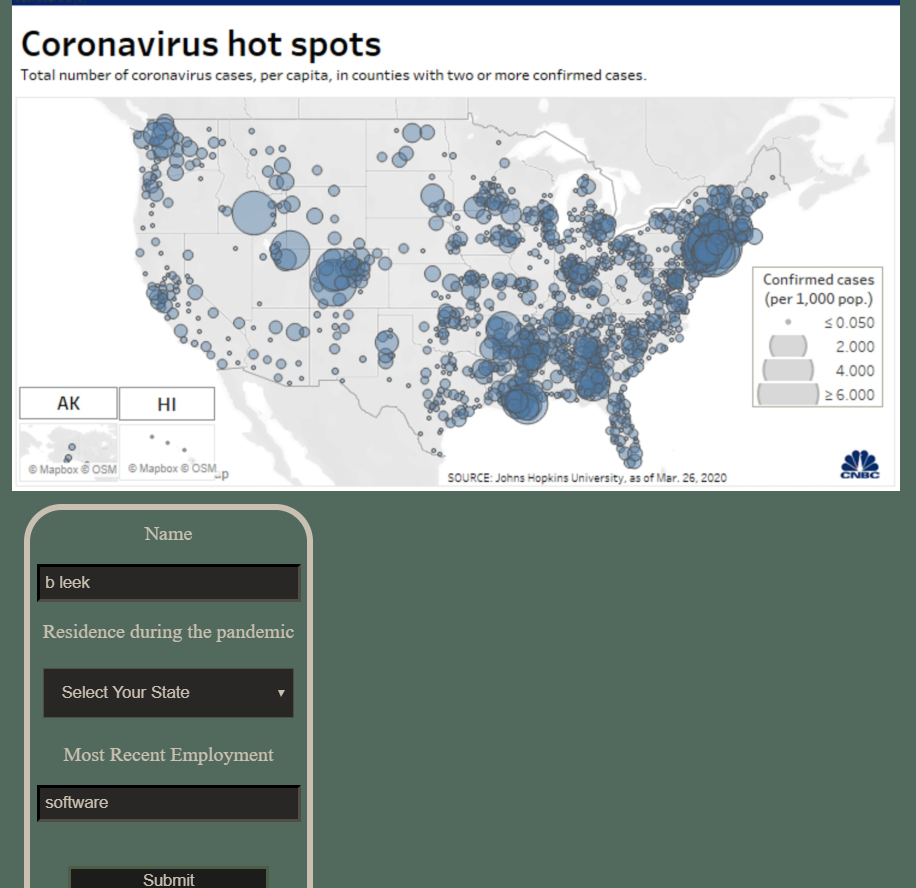 Coronavirus hot spots
Total number of coronavirus cases, per capita, in counties with two or more confirmed cases.
Confirmed cases
(per 1,000 pop.)
≤ 0.050
2.000
4.000
≥ 6.000
AK
HI
© Mapbox © OSM
© Mapbox © OSM
SOURCE: Johns Hopkins University, as of Mar. 26, 2020
CNBC
Name
b leek
Residence during the pandemic
Select Your State
Most Recent Employment
software
Submit